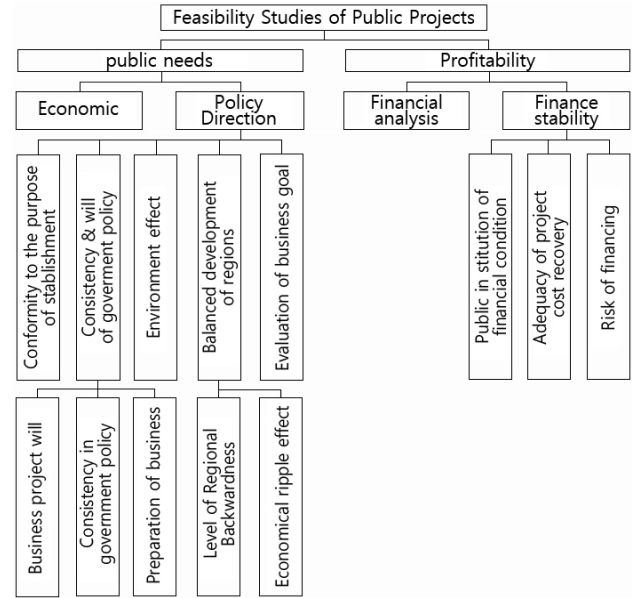 Feasibility Studies of Public Projects
public needs
Profitability
Economic
Policy
Direction
Financial
analysis
Finance
stability
Conformity to the purpose
of stablishment
Consistency & will
of goverment policy
Environment effect
Balanced development
of regions
Evaluation of business goal
Public in stitution of
financial condition
Adequacy of project
cost recovery
Risk of financing
Business project will
Consistency in
government policy
Preparation of business
Level of Regional
Backwardness
Economical ripple effect